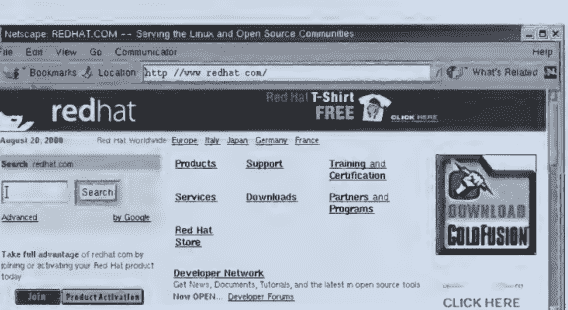 Netscape: REDHAT.COM -- Serving the Linux and Open Source Communities
File Edit View Go Communicator Help
Bookmarks Location http://www.redhat.com/ What's Related
redhat
Red Hat T-Shirt
FREE
CLICK HERE
August 20, 2000 Red Hat Worldwide Europe Italy Japan Germany France
Search redhat.com
Search
Advanced by Google
Take full advantage of redhat.com by
joining or activating your Red Hat product
today
Join Product Activation
Products Support Training and
Certification
Services Downloads Partners and
Programs
Red Hat
Store
Developer Network
Get News, Documents, Tutorials, and the latest in open source tools
Now OPEN... Developer Forums
DOWNLOAD
COLDFUSION
CLICK HERE